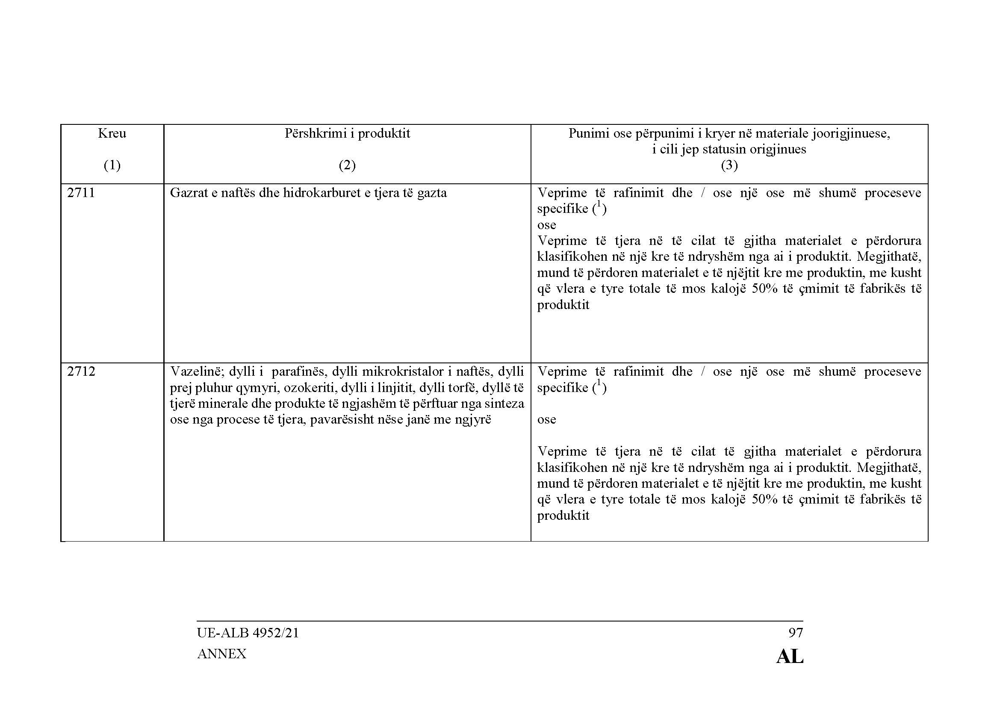 Kreu
(1)
Përshkrimi i produktit
(2)
Punimi ose përpunimi i kryer në materiale joorigjinuese,
i cili jep statusin origjinues
(3)
2711
Gazrat e naftës dhe hidrokarburet e tjera të gazta
Veprime të rafinimit dhe / ose një ose më shumë proceseve
specifike (¹)
ose
Veprime të tjera në të cilat të gjitha materialet e përdorura
klasifikohen në një kre të ndryshëm nga ai i produktit. Megjithatë,
mund të përdoren materialet e të njëjtit kre me produktin, me kusht
që vlera e tyre totale të mos kalojë 50% të çmimit të fabrikës të
produktit
2712
Vazelinë; dylli i  parafinës, dylli mikrokristalor i naftës, dylli
prej pluhur qymyri, ozokeriti, dylli i linjitit, dylli torfë, dyllë të
tjerë minerale dhe produkte të ngjashëm të përftuar nga sinteza
ose nga procese të tjera, pavarësisht nëse janë me ngjyrë
Veprime të rafinimit dhe / ose një ose më shumë proceseve
specifike (¹)
ose
Veprime të tjera në të cilat të gjitha materialet e përdorura
klasifikohen në një kre të ndryshëm nga ai i produktit. Megjithatë,
mund të përdoren materialet e të njëjtit kre me produktin, me kusht
që vlera e tyre totale të mos kalojë 50% të çmimit të fabrikës të
produktit
UE-ALB 4952/21
97
ANNEX
AL